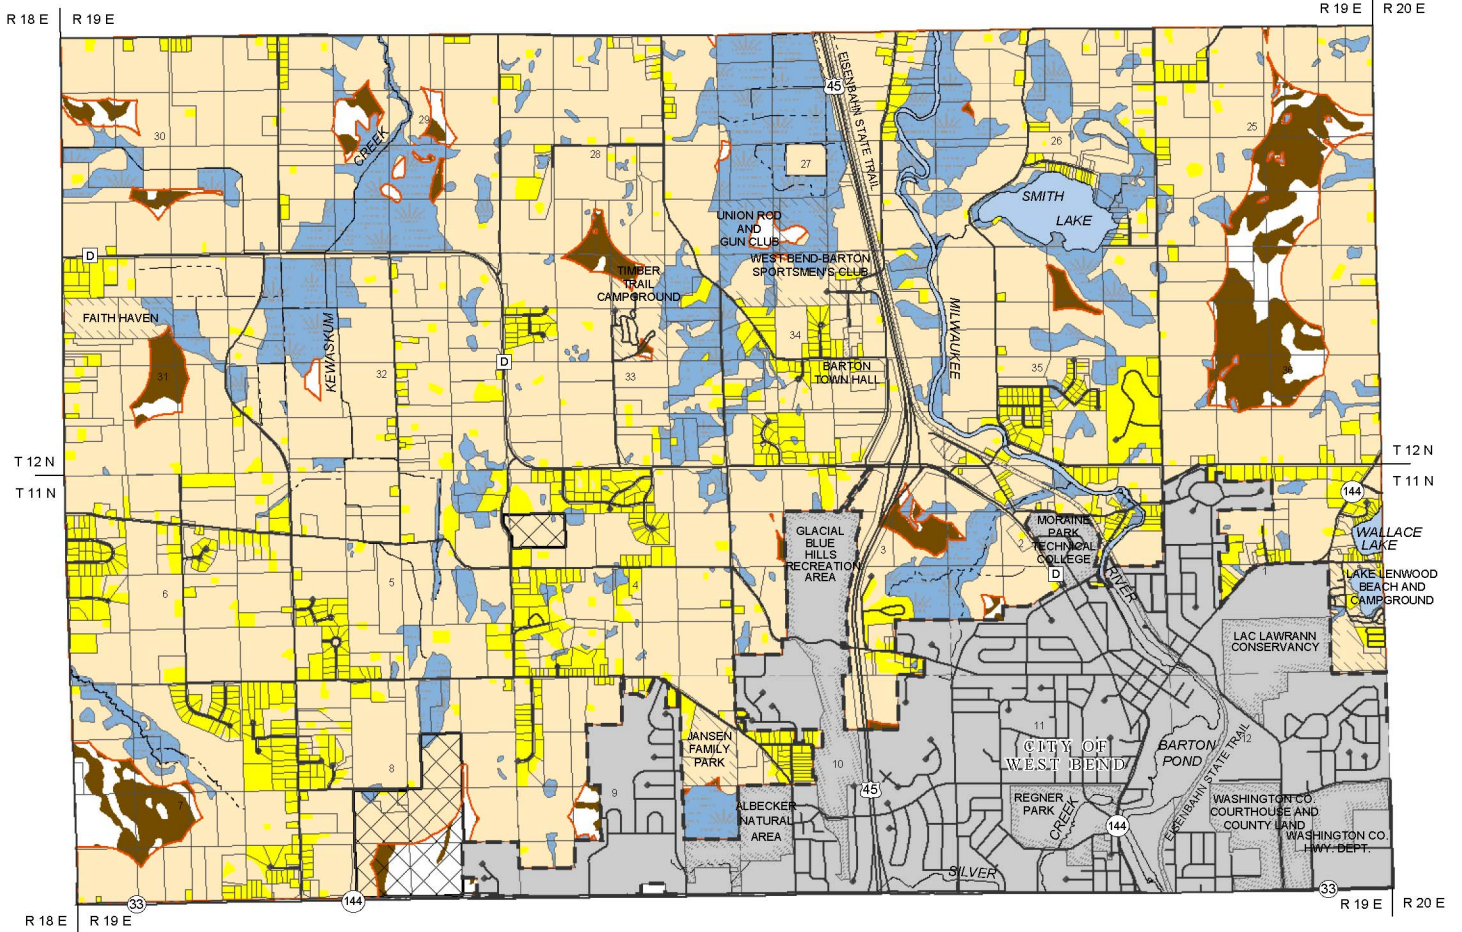 R 18 E
R 19 E
R 19 E
R 20 E
45
EISENBAHN STATE TRAIL
30
29
CREEK
28
27
26
25
SMITH
LAKE
UNION ROD
AND
GUN CLUB
WEST BEND-BARTON
SPORTSMEN'S CLUB
D
TIMBER
TRAIL
CAMPGROUND
FAITH HAVEN
KEWASKUM
MILWAUKEE
34
D
31
32
33
BARTON
TOWN HALL
35
36
T 12 N
T 11 N
T 12 N
T 11 N
144
GLACIAL
BLUE
HILLS
RECREATION
AREA
3
2
MORAINE
PARK
TECHNICAL
COLLEGE
WALLACE
LAKE
D
RIVER
1
LAKE LENWOOD
BEACH AND
CAMPGROUND
6
5
4
LAC LAWRANN
CONSERVANCY
JANSEN
FAMILY
PARK
11
CITY OF
WEST BEND
BARTON
POND
12
EISENBAHN STATE TRAIL
7
8
9
10
45
ALBECKER
NATURAL
AREA
REGNER
PARK
CREEK
144
WASHINGTON CO.
COURTHOUSE AND
COUNTY LAND
WASHINGTON CO.
HWY. DEPT.
SILVER
33
144
33
R 18 E
R 19 E
R 19 E
R 20 E